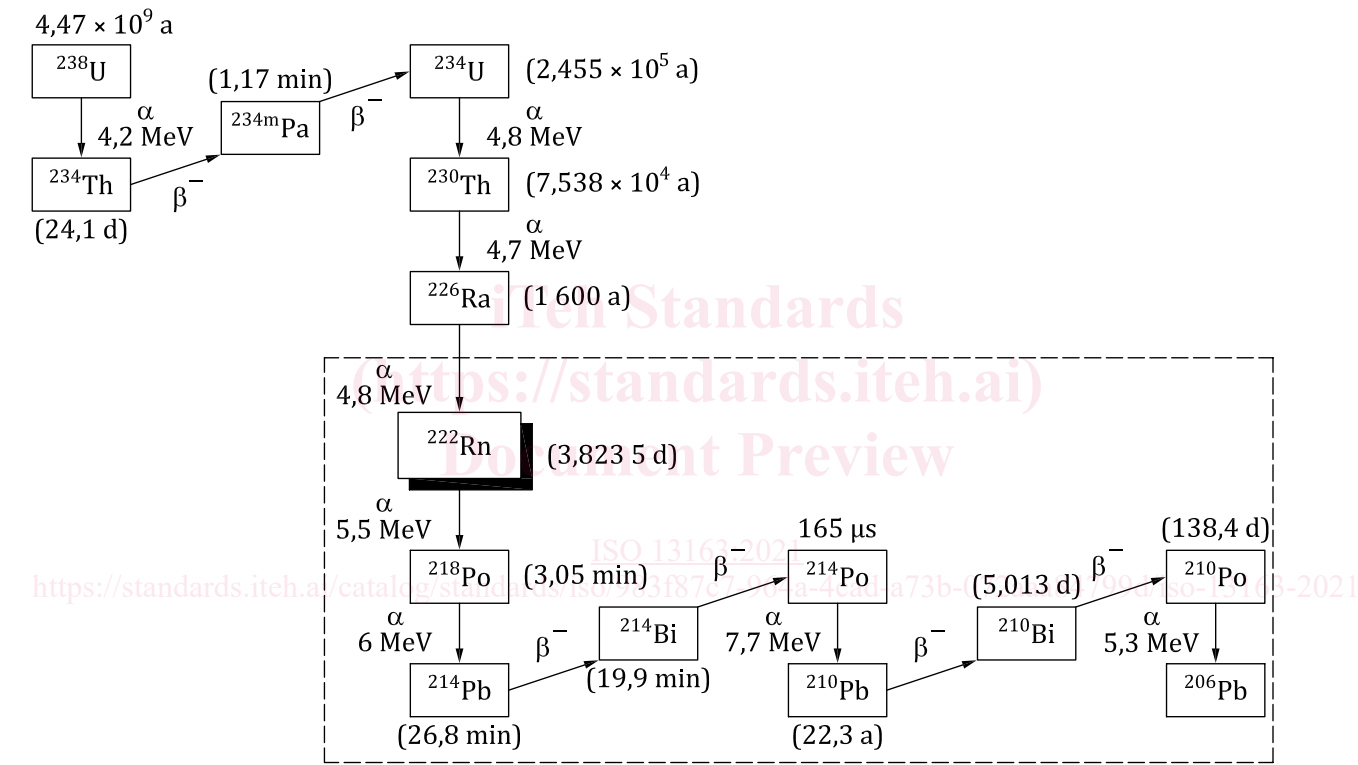 4,47 × 10⁹ a
²³⁸U
α
4,2 MeV
²³⁴Th
(24,1 d)
β⁻
(1,17 min)
²³⁴ᵐPa
β⁻
²³⁴U
(2,455 × 10⁵ a)
α
4,8 MeV
²³⁰Th
(7,538 × 10⁴ a)
α
4,7 MeV
²²⁶Ra
(1 600 a)
iTeh Standards
(https://standards.iteh.ai)
Document Preview
α
4,8 MeV
²²²Rn
(3,823 5 d)
α
5,5 MeV
²¹⁸Po
(3,05 min)
α
6 MeV
²¹⁴Pb
(26,8 min)
β⁻
²¹⁴Bi
(19,9 min)
β⁻
165 µs
²¹⁴Po
α
7,7 MeV
²¹⁰Pb
(22,3 a)
β⁻
(5,013 d)
²¹⁰Bi
β⁻
(138,4 d)
²¹⁰Po
α
5,3 MeV
²⁰⁶Pb
ISO 13163:2021